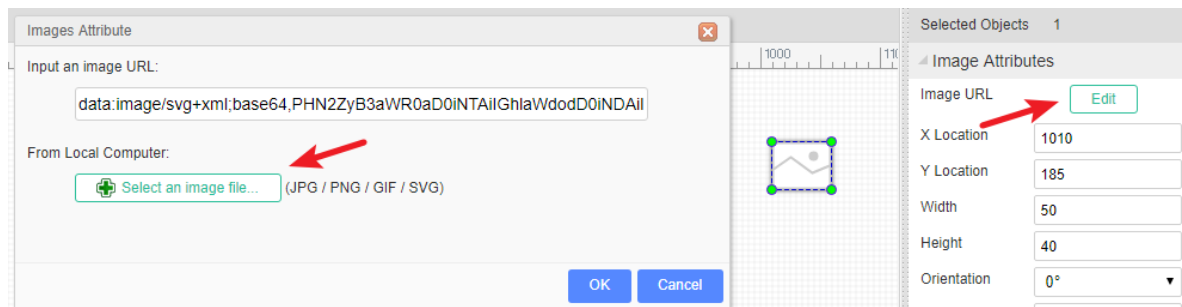 Images Attribute
Input an image URL:
data:image/svg+xml;base64,PHN2ZyB3aWR0aD0iNTAiIGhlaWdodD0iNDAiI
From Local Computer:
Select an image file... (JPG / PNG / GIF / SVG)
OK Cancel
1000
110
Selected Objects 1
Image Attributes
Image URL Edit
X Location 1010
Y Location 185
Width 50
Height 40
Orientation 0°